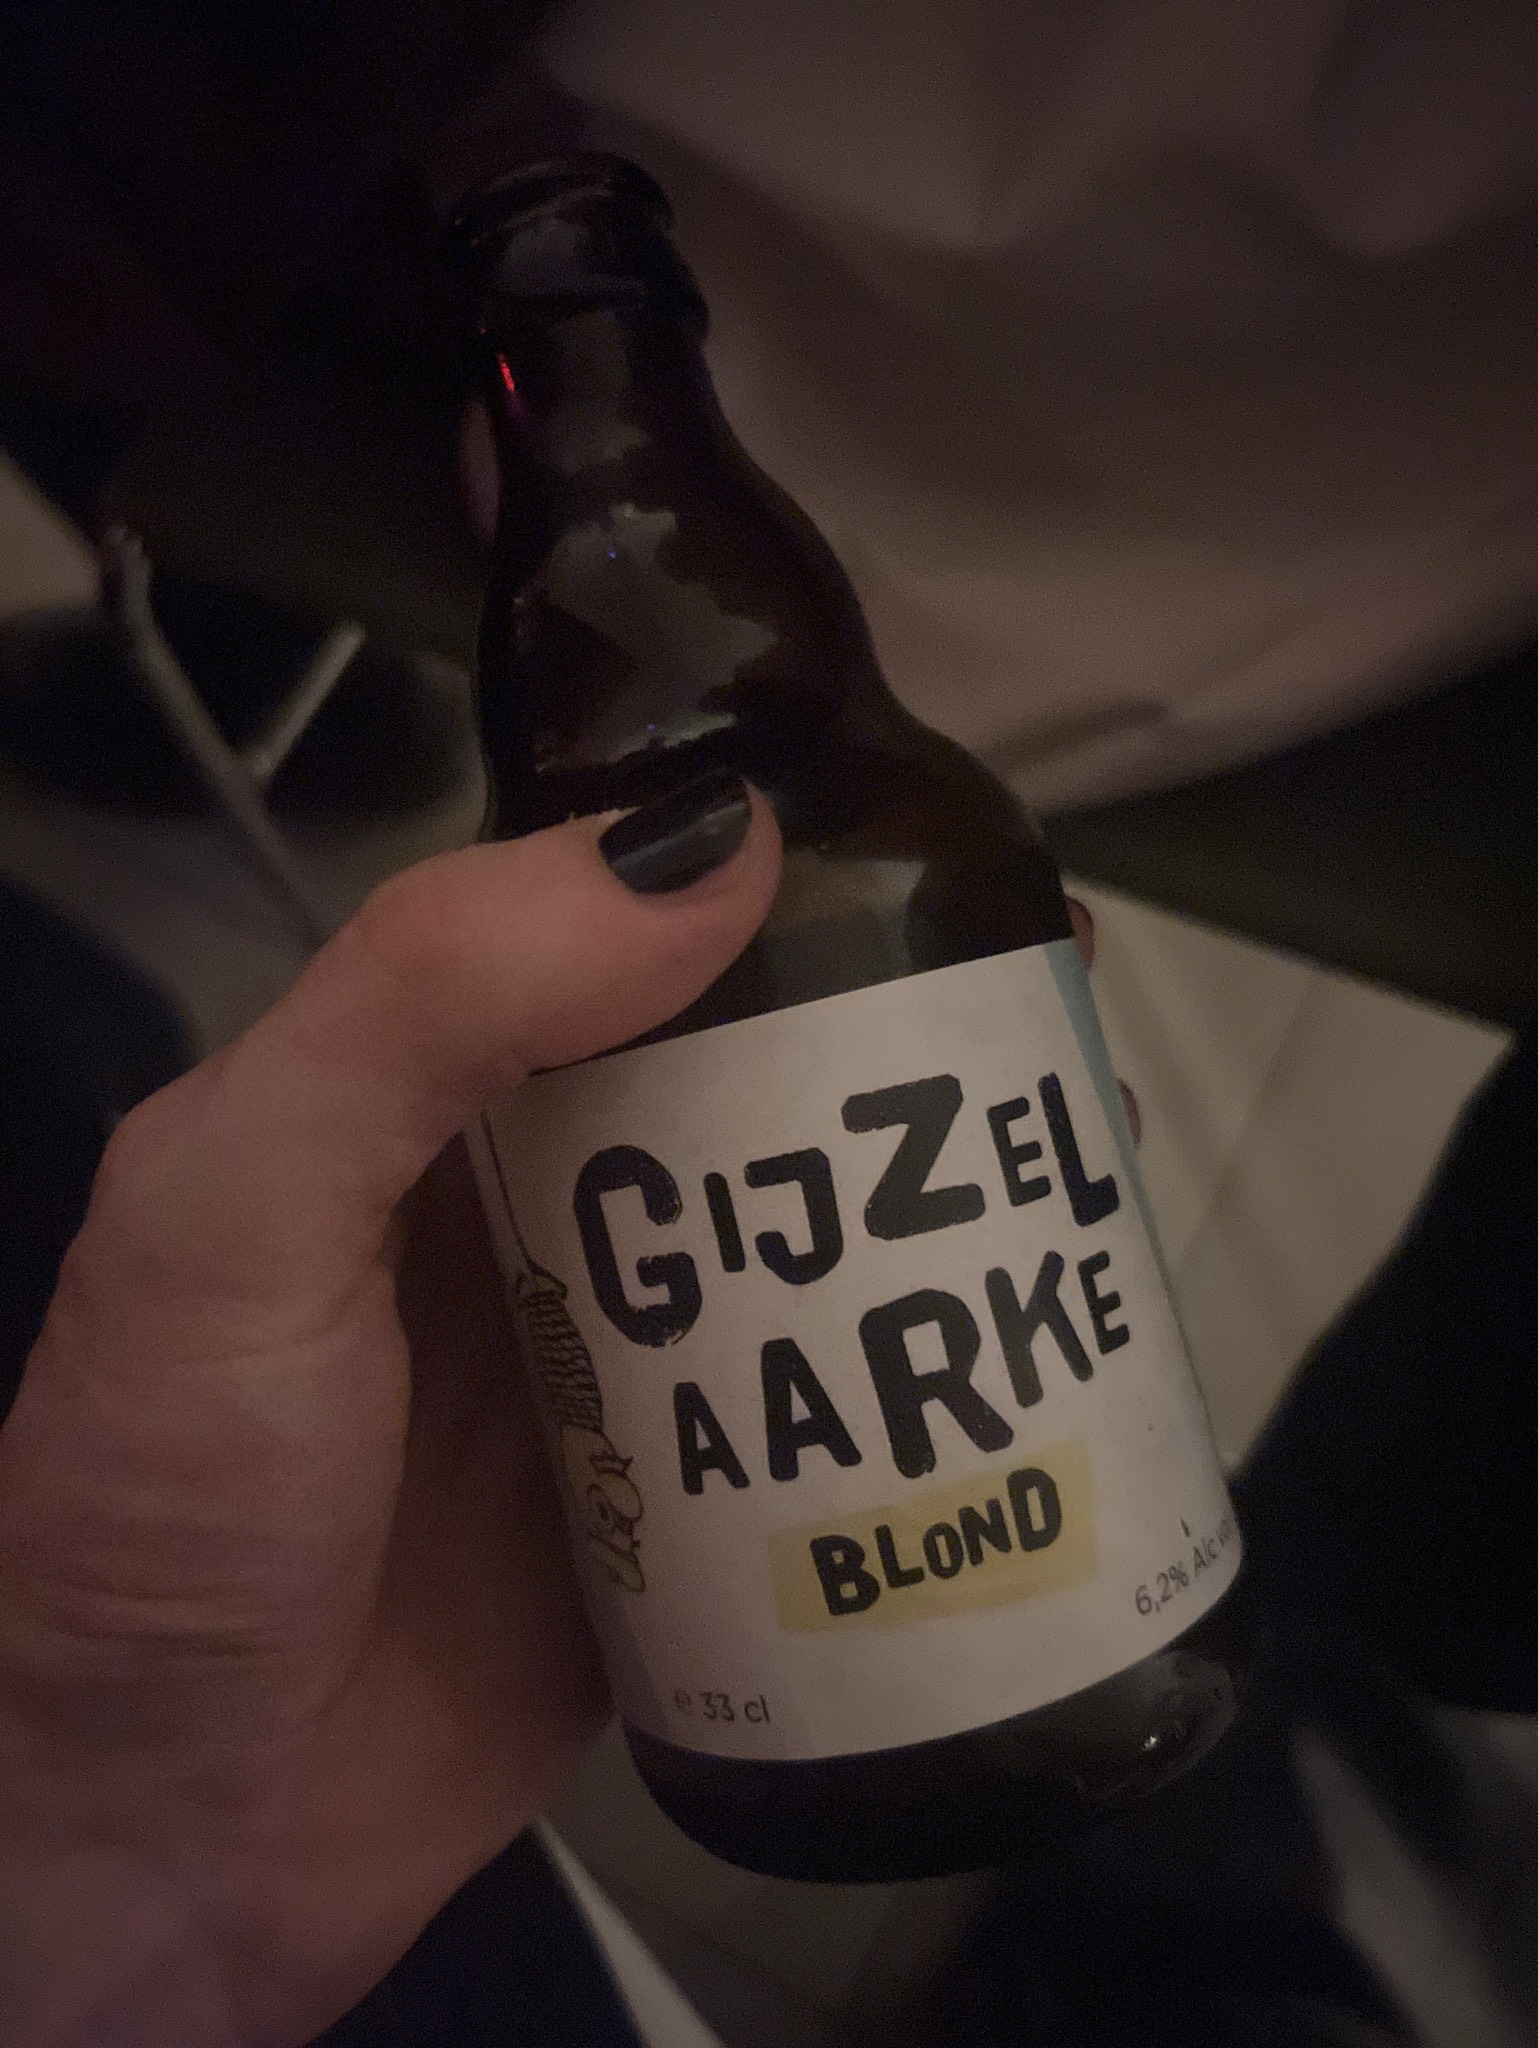 GIJZEL
AARKE
BLOND
6,2% Alc
℮ 33 cl